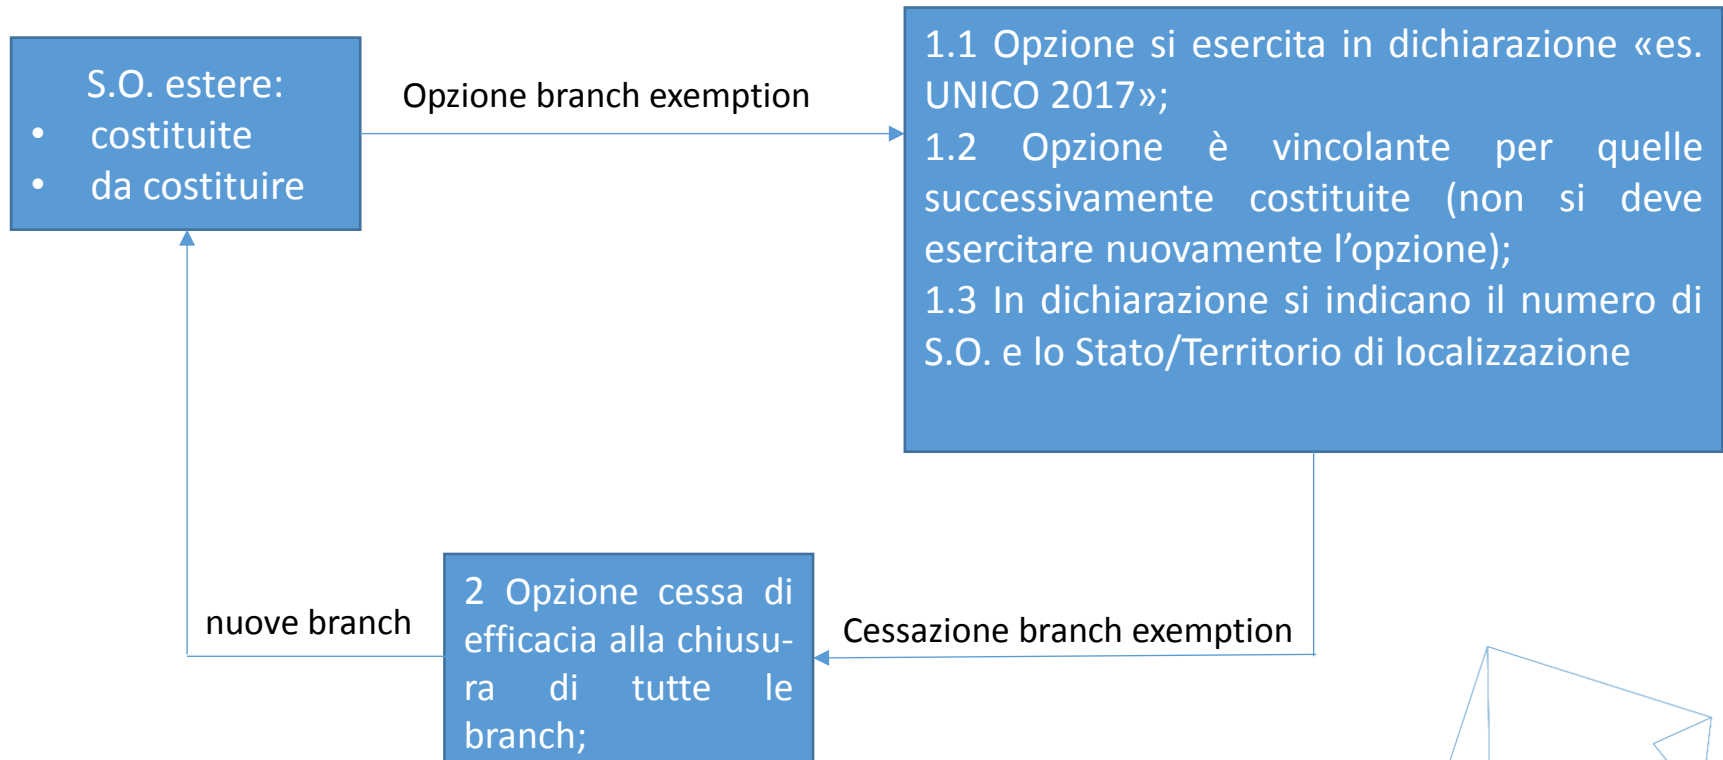 S.O. estere:
• costituite
• da costituire
Opzione branch exemption
1.1 Opzione si esercita in dichiarazione «es.
UNICO 2017»;
1.2 Opzione è vincolante per quelle
successivamente costituite (non si deve
esercitare nuovamente l’opzione);
1.3 In dichiarazione si indicano il numero di
S.O. e lo Stato/Territorio di localizzazione
Cessazione branch exemption
2 Opzione cessa di
efficacia alla chiusu-
ra di tutte le
branch;
nuove branch